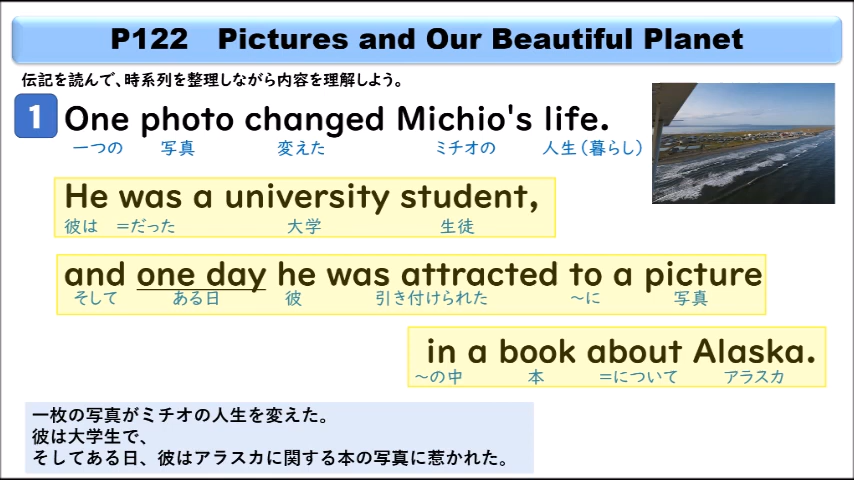 P122 Pictures and Our Beautiful Planet
伝記を読んで、時系列を整理しながら内容を理解しよう。
1 One photo changed Michio's life.
一つの 写真 変えた ミチオの 人生（暮らし）
He was a university student,
彼は ＝だった 大学 生徒
and one day he was attracted to a picture
そして ある日 彼 引き付けられた ～に 写真
in a book about Alaska.
～の中 本 ＝について アラスカ
一枚の写真がミチオの人生を変えた。
彼は大学生で、
そしてある日、彼はアラスカに関する本の写真に惹かれた。